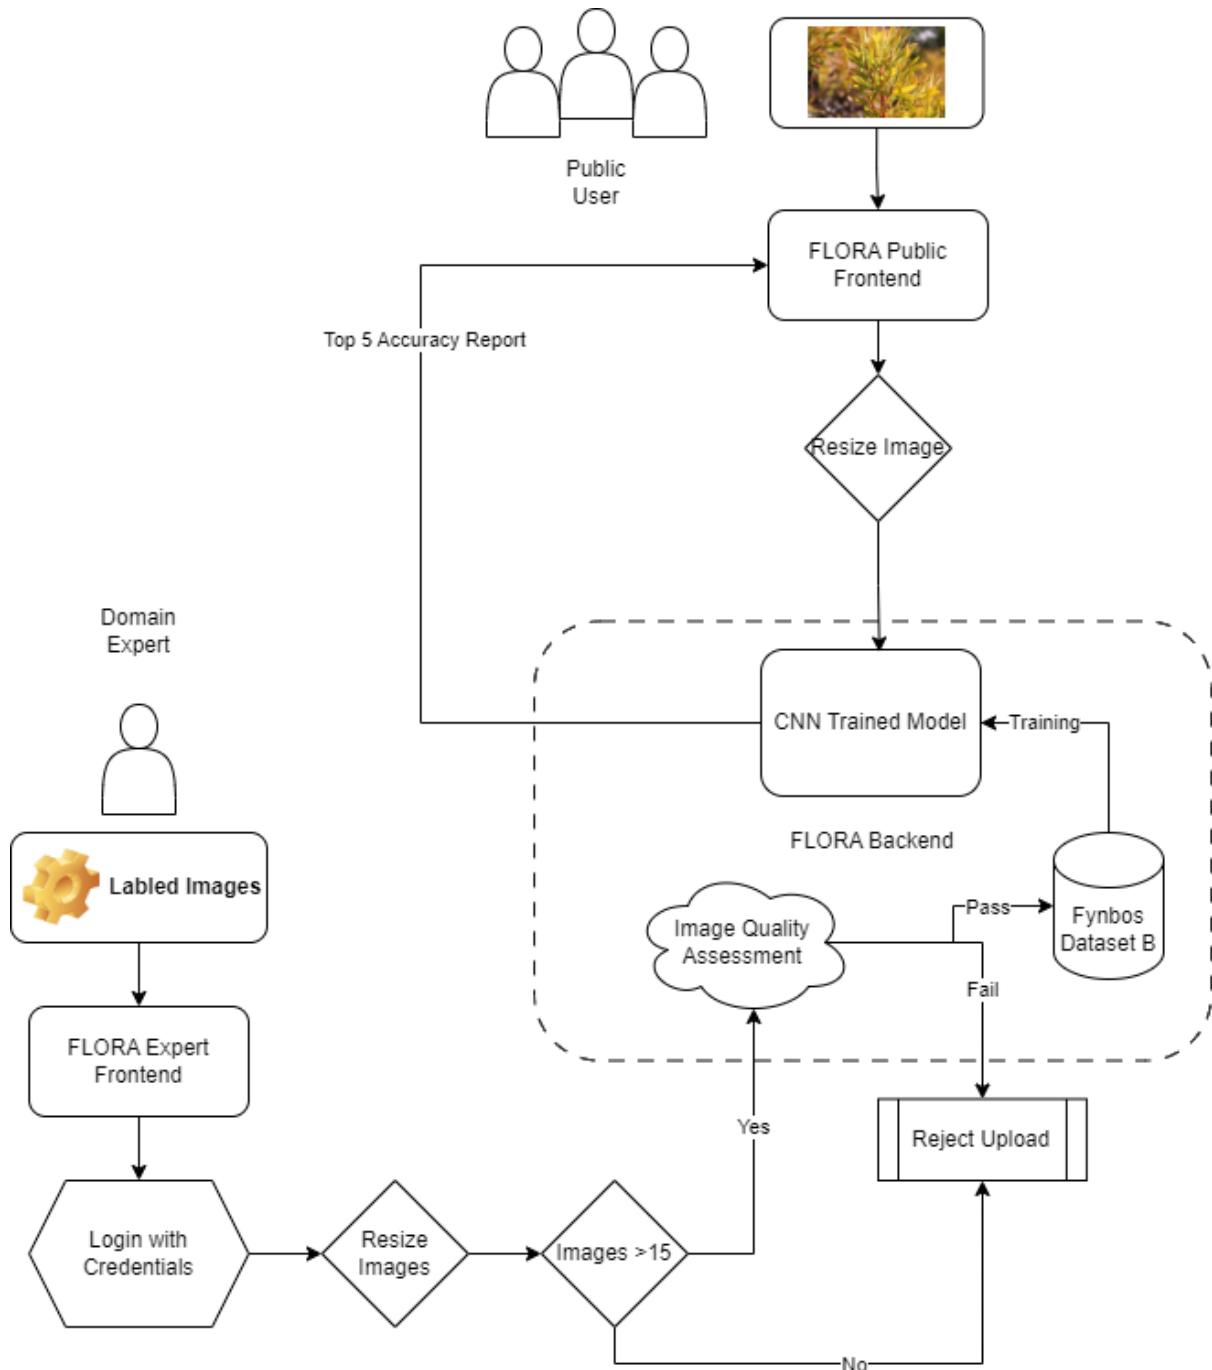 Public
User
FLORA Public
Frontend
Top 5 Accuracy Report
Resize Image
Domain
Expert
CNN Trained Model
Training
FLORA Backend
Labled Images
Image Quality
Assessment
Pass
Fynbos
Dataset B
Fail
FLORA Expert
Frontend
Yes
Reject Upload
Login with
Credentials
Resize
Images
Images >15
No